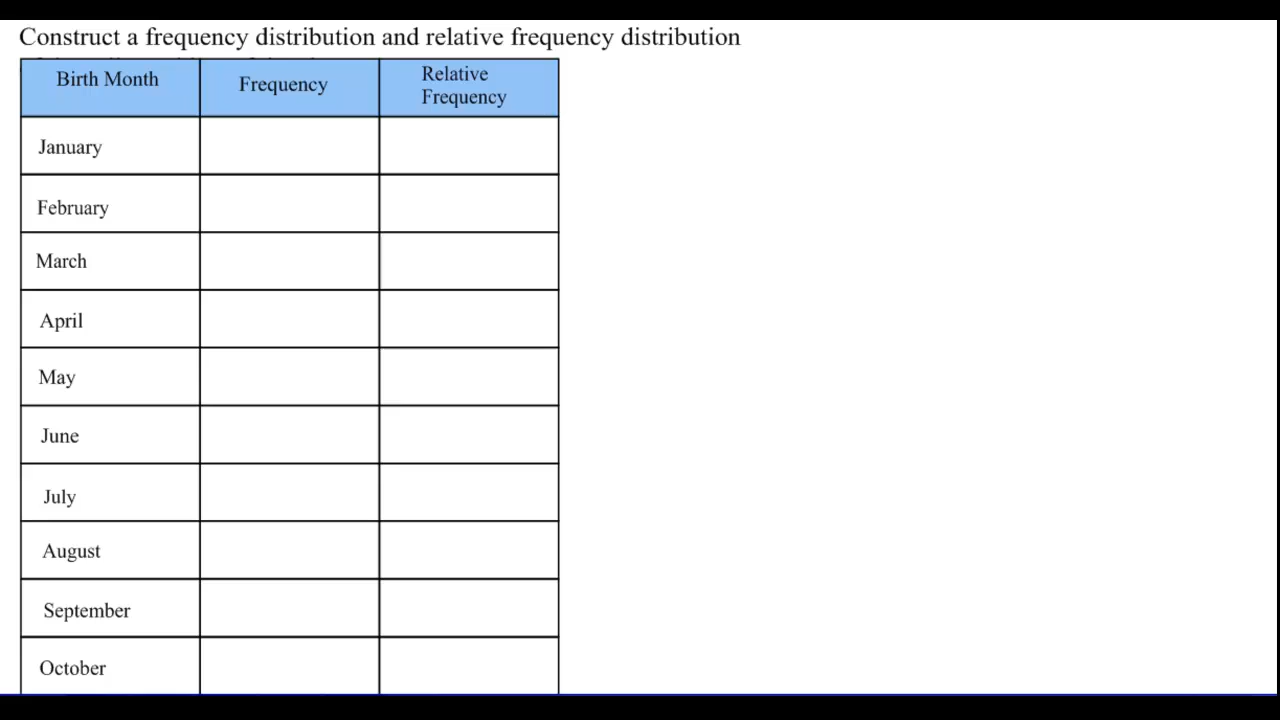 Construct a frequency distribution and relative frequency distribution
Birth Month
Frequency
Relative
Frequency
January
February
March
April
May
June
July
August
September
October